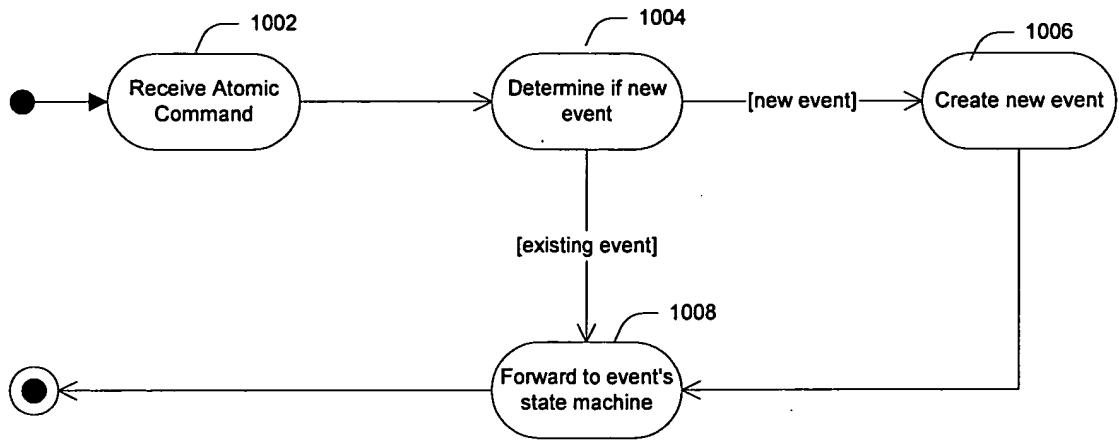 1002
1004
1006
Receive Atomic
Command
Determine if new
event
[new event]
Create new event
[existing event]
1008
Forward to event's
state machine